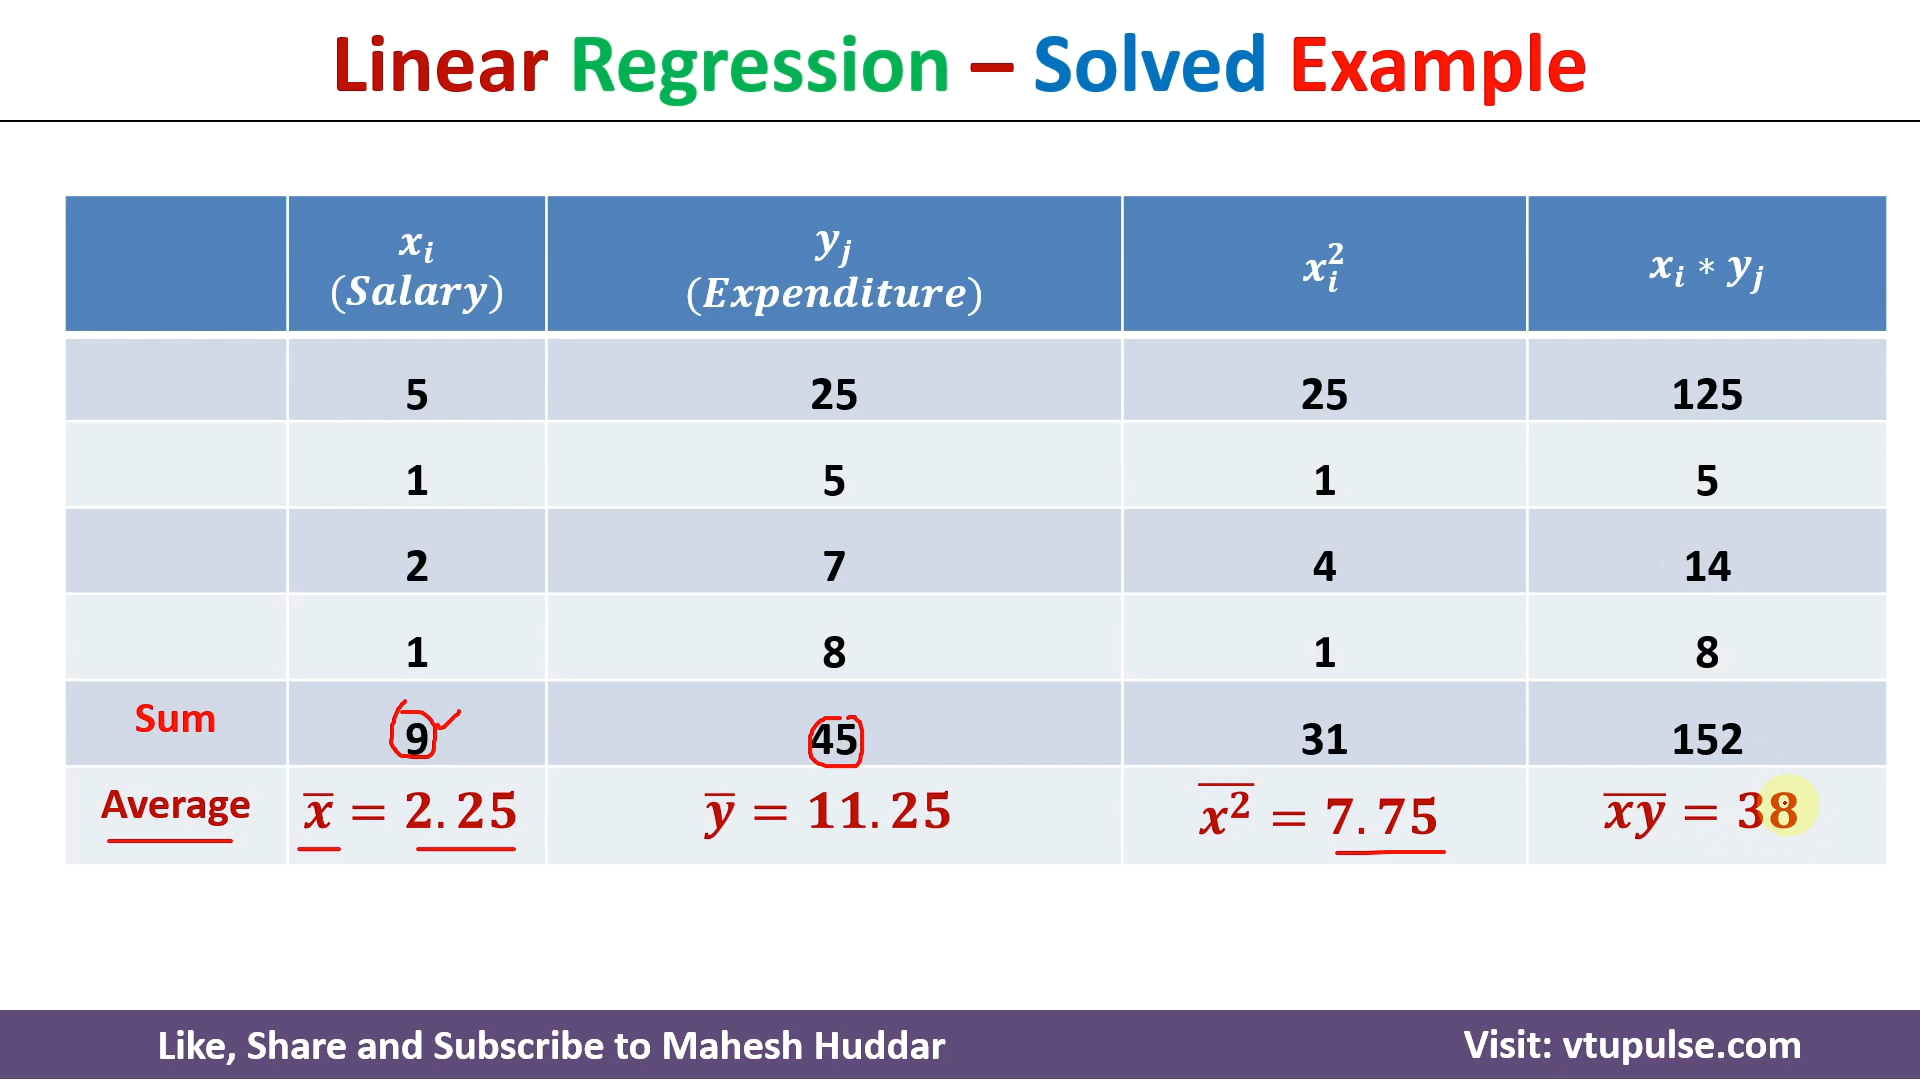 Linear Regression – Solved Example
xᵢ (Salary) yⱼ (Expenditure) xᵢ² xᵢ * yⱼ
5 25 25 125
1 5 1 5
2 7 4 14
1 8 1 8
Sum 9 45 31 152
Average x̅ = 2.25 y̅ = 11.25 x̅²̅ = 7.75 x̅y̅ = 38
Like, Share and Subscribe to Mahesh Huddar Visit: vtupulse.com